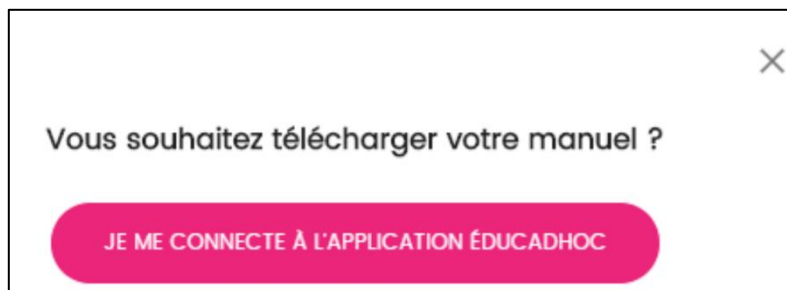 Vous souhaitez télécharger votre manuel ?
JE ME CONNECTE À L'APPLICATION ÉDUCADHOC